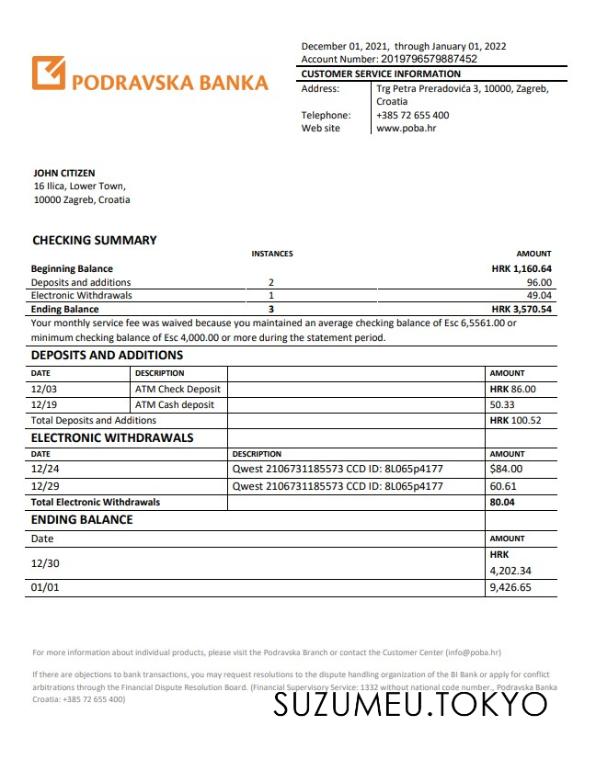 PODRAVSKA BANKA
December 01, 2021, through January 01, 2022
Account Number: 2019796579887452
CUSTOMER SERVICE INFORMATION
Address: Trg Petra Preradovića 3, 10000, Zagreb,
Croatia
Telephone: +385 72 655 400
Web site www.poba.hr
JOHN CITIZEN
16 Ilica, Lower Town,
10000 Zagreb, Croatia
CHECKING SUMMARY
INSTANCES AMOUNT
Beginning Balance HRK 1,160.64
Deposits and additions 2 96.00
Electronic Withdrawals 1 49.04
Ending Balance 3 HRK 3,570.54
Your monthly service fee was waived because you maintained an average checking balance of Esc 6,5561.00 or
minimum checking balance of Esc 4,000.00 or more during the statement period.
DEPOSITS AND ADDITIONS
DATE DESCRIPTION AMOUNT
12/03 ATM Check Deposit HRK 86.00
12/19 ATM Cash deposit 50.33
Total Deposits and Additions HRK 100.52
ELECTRONIC WITHDRAWALS
DATE DESCRIPTION AMOUNT
12/24 Qwest 2106731185573 CCD ID: 8L065p4177 $84.00
12/29 Qwest 2106731185573 CCD ID: 8L065p4177 60.61
Total Electronic Withdrawals 80.04
ENDING BALANCE
Date AMOUNT
12/30 HRK
4,202.34
01/01 9,426.65
For more information about individual products, please visit the Podravska Branch or contact the Customer Center (info@poba.hr)
If there are objections to bank transactions, you may request resolutions to the dispute handling organization of the BI Bank or apply for conflict
arbitrations through the Financial Dispute Resolution Board. (Financial Supervisory Service: 1332 without national code number., Podravska Banka
Croatia: +385 72 655 400)
SUZUMEU.TOKYO